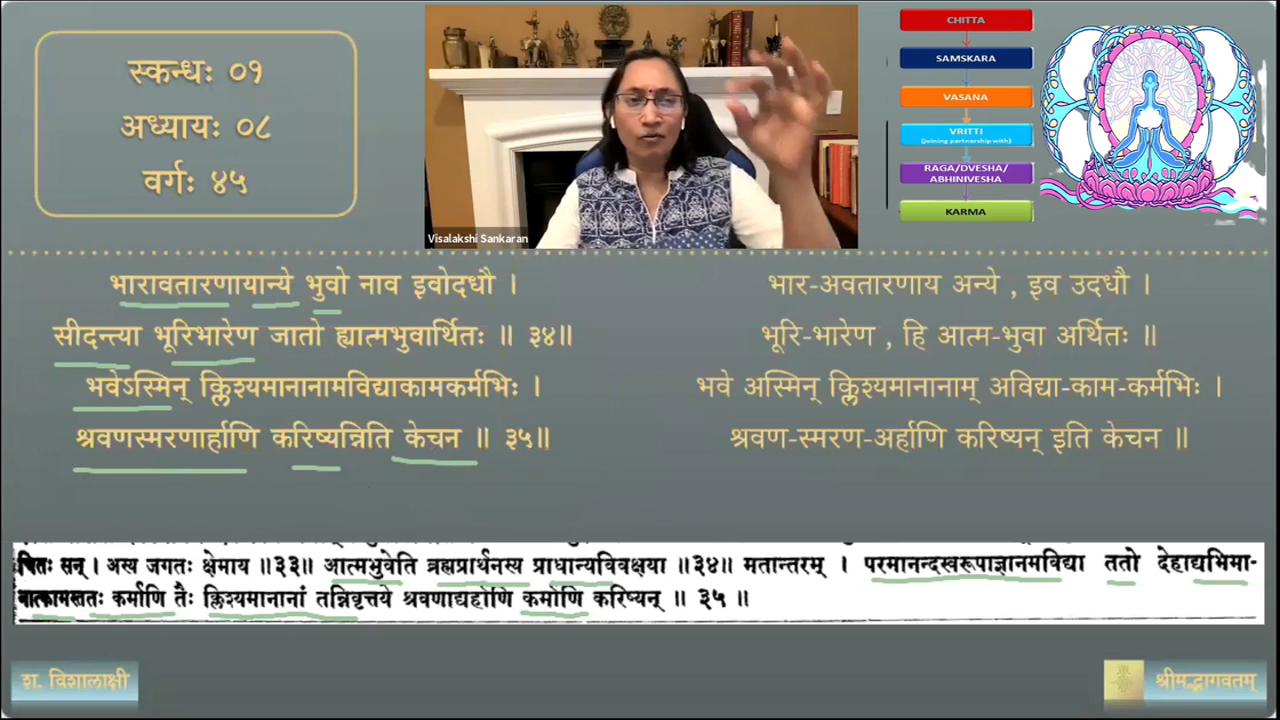 स्कन्धः ०१
अध्यायः ०८
वर्गः ४५
Visalakshi Sankaran
CHITTA
SAMSKARA
VASANA
VRITTI
(joining partnership with)
RAGA/DVESHA/
ABHINIVESHA
KARMA
भारावतारणायान्ये भुवो नाव इवोदधौ ।
सीदन्त्या भूरिभारेण जातो ह्यात्मभुवार्थितः ॥ ३४॥
भवेऽस्मिन् क्लिश्यमानानामविद्याकामकर्मभिः ।
श्रवणस्मरणार्हाणि करिष्यन्निति केचन ॥ ३५॥
भार-अवतारणाय अन्ये , इव उदधौ ।
भूरि-भारेण , हि आत्म-भुवा अर्थितः ॥
भवे अस्मिन् क्लिश्यमानानाम् अविद्या-काम-कर्मभिः ।
श्रवण-स्मरण-अर्हाणि करिष्यन् इति केचन ॥
सन् । अस्य जगतः क्षेमाय ॥३३॥ आत्मभुवेति ब्रह्मप्रार्थनस्य प्राधान्यविवक्षया ॥३४॥ मतान्तरम् । परमानन्दस्वरूपाज्ञानमविद्या ततो देहाद्यभिमा-
कर्माणि तैः क्लिश्यमानानां तन्निवृत्तये श्रवणाद्यर्हाणि कर्माणि करिष्यन् ॥ ३५ ॥
श. विशालाक्षी
श्रीमद्भागवतम्